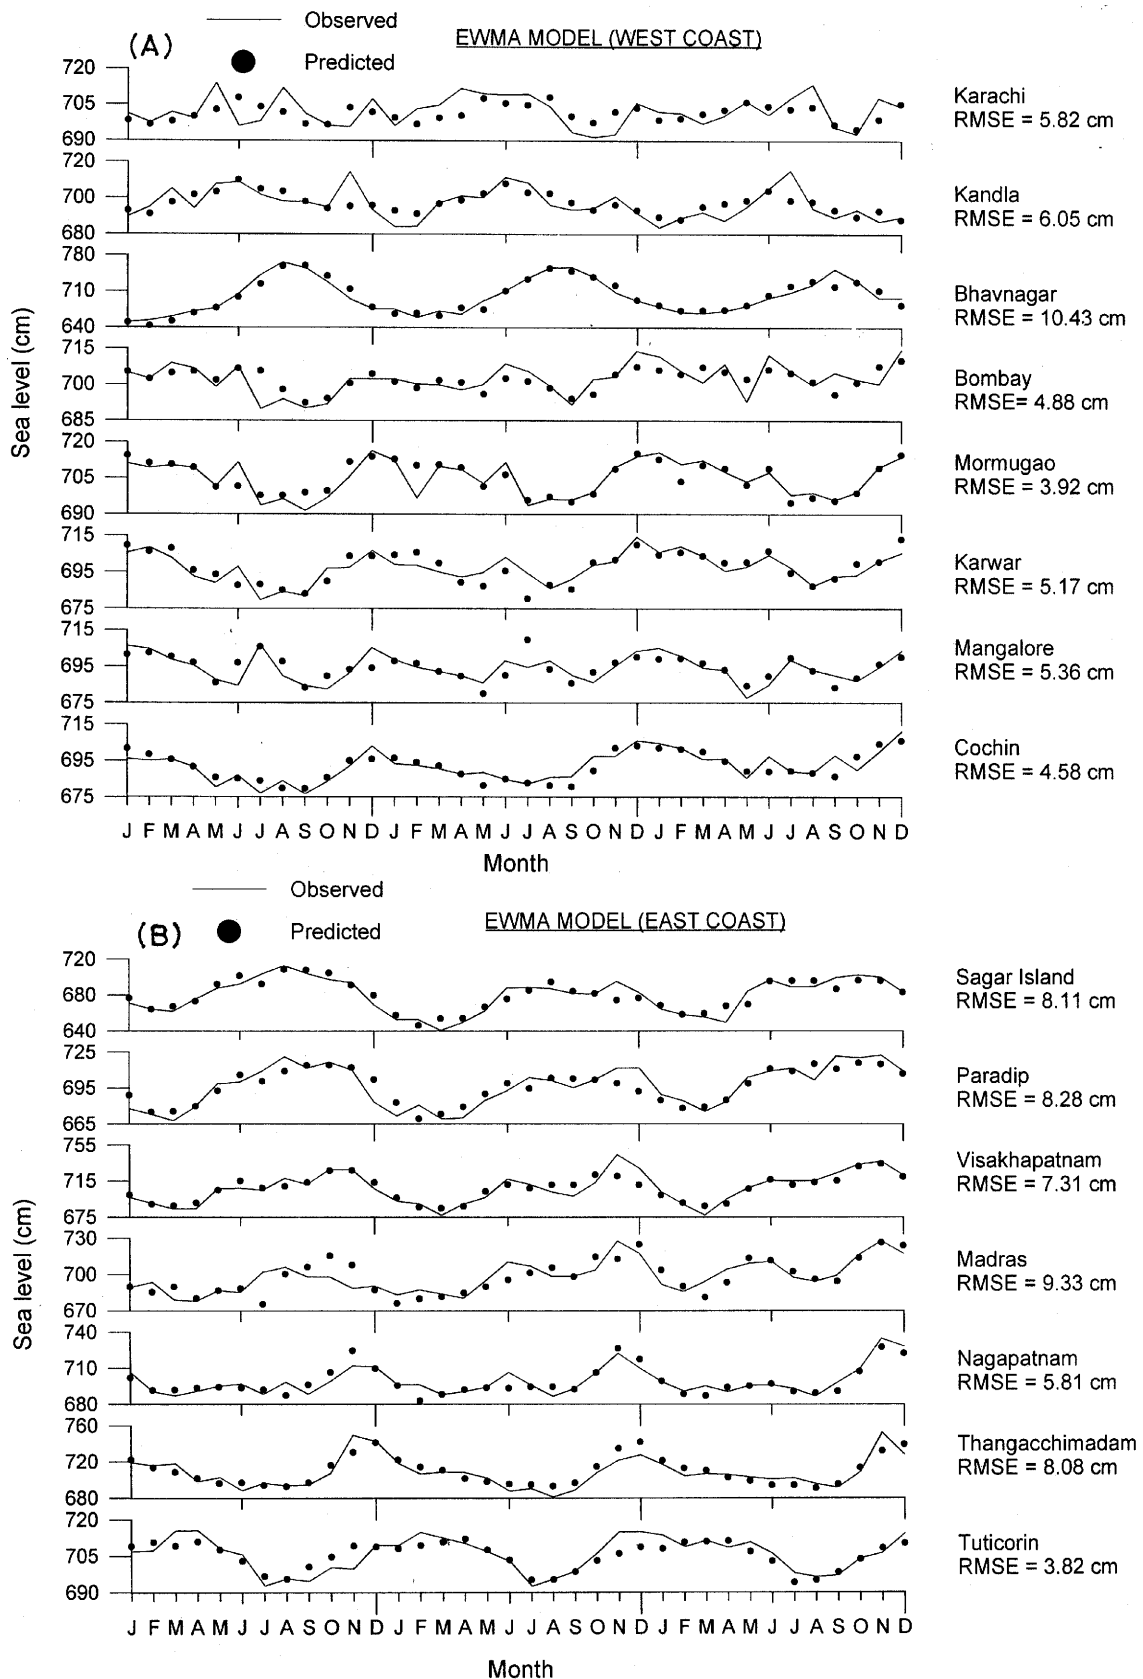 Observed
(A)
EWMA MODEL (WEST COAST)
Predicted
720
705
690
Karachi
RMSE = 5.82 cm
720
700
680
Kandla
RMSE = 6.05 cm
780
710
640
Bhavnagar
RMSE = 10.43 cm
715
700
685
Bombay
RMSE= 4.88 cm
720
705
690
Mormugao
RMSE = 3.92 cm
715
695
675
Karwar
RMSE = 5.17 cm
715
695
675
Mangalore
RMSE = 5.36 cm
715
695
675
Cochin
RMSE = 4.58 cm
Sea level (cm)
J F M A M J J A S O N D J F M A M J J A S O N D J F M A M J J A S O N D
Month
Observed
(B)
EWMA MODEL (EAST COAST)
Predicted
720
680
640
Sagar Island
RMSE = 8.11 cm
725
695
665
Paradip
RMSE = 8.28 cm
755
715
675
Visakhapatnam
RMSE = 7.31 cm
730
700
670
Madras
RMSE = 9.33 cm
740
710
680
Nagapatnam
RMSE = 5.81 cm
760
720
680
Thangacchimadam
RMSE = 8.08 cm
720
705
690
Tuticorin
RMSE = 3.82 cm
Sea level (cm)
J F M A M J J A S O N D J F M A M J J A S O N D J F M A M J J A S O N D
Month